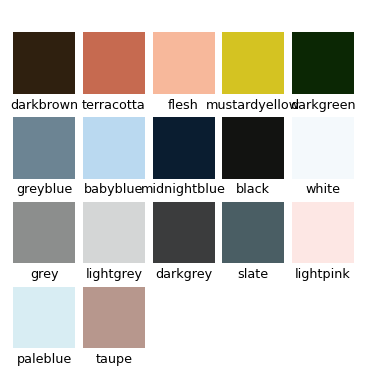 darkbrown terracotta flesh mustardyellow darkgreen
greyblue babyblue midnightblue black white
grey lightgrey darkgrey slate lightpink
paleblue taupe